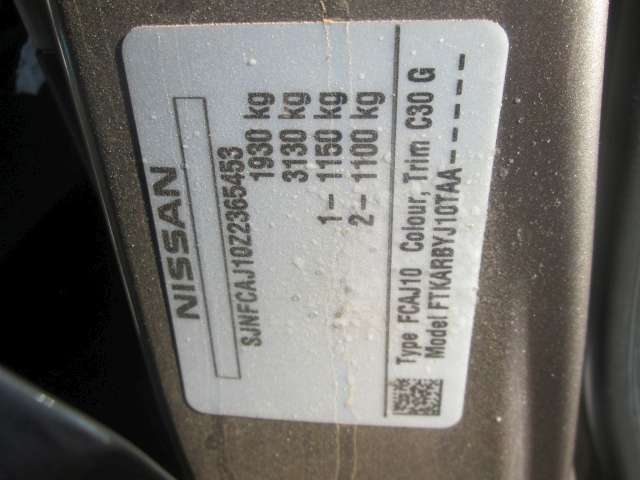 NISSAN
SJNFCAJ10Z2365453
1930 kg
3130 kg
1– 1150 kg
2– 1100 kg
Type FCAJ10 Colour, Trim C30 G
Model FTKARBYJ10TAA-----